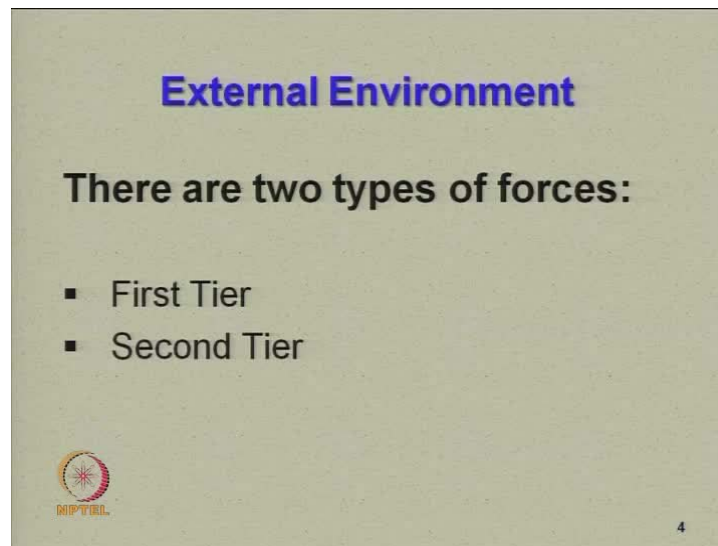 External Environment
There are two types of forces:
▪ First Tier
▪ Second Tier
NPTEL
4